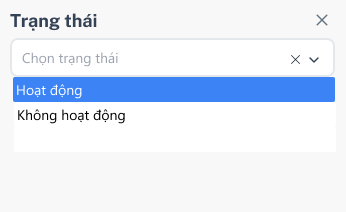 Trạng thái
Chọn trạng thái
Hoạt động
Không hoạt động